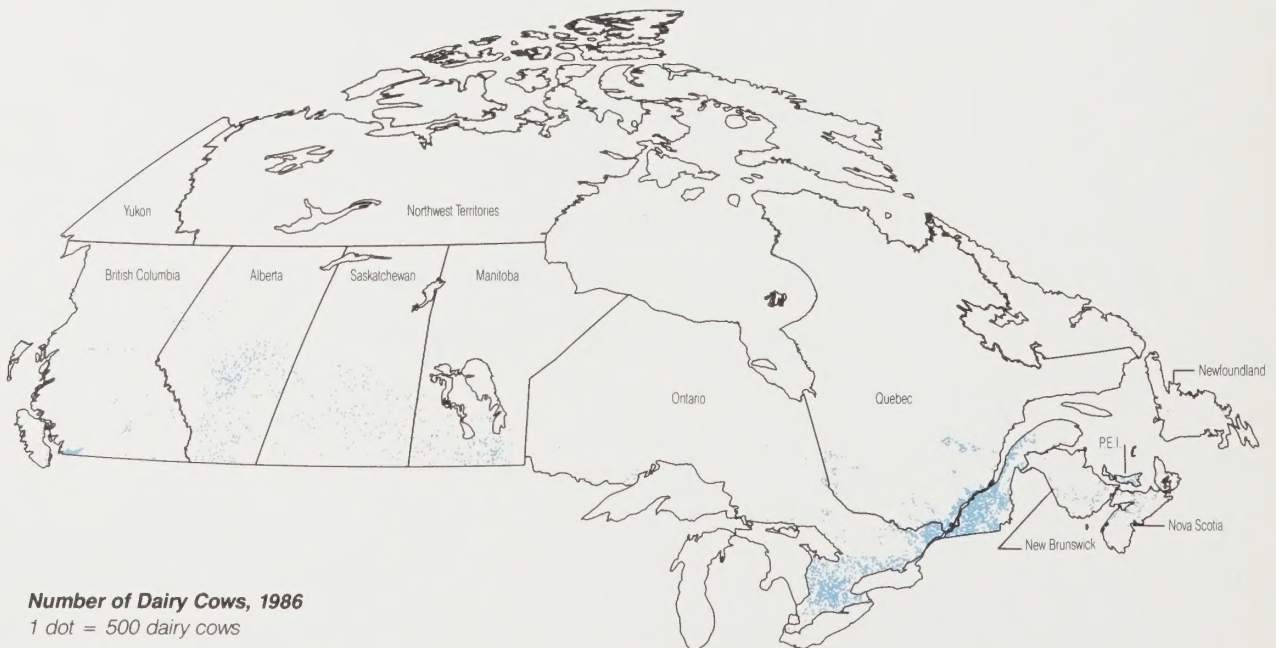 Yukon
Northwest Territories
British Columbia
Alberta
Saskatchewan
Manitoba
Ontario
Quebec
Newfoundland
P.E.I.
Nova Scotia
New Brunswick
Number of Dairy Cows, 1986
1 dot = 500 dairy cows